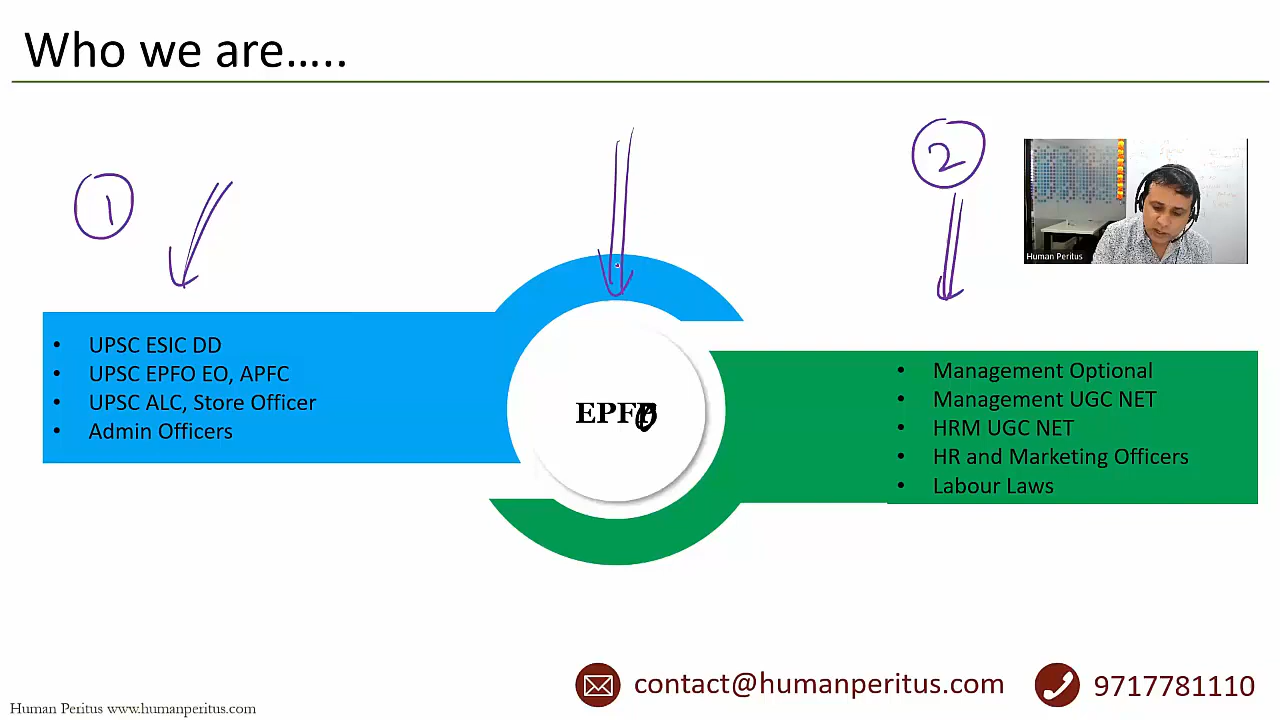 Who we are…..
1
2
Human Peritus
• UPSC ESIC DD
• UPSC EPFO EO, APFC
• UPSC ALC, Store Officer
• Admin Officers
EPFO
• Management Optional
• Management UGC NET
• HRM UGC NET
• HR and Marketing Officers
• Labour Laws
contact@humanperitus.com
9717781110
Human Peritus www.humanperitus.com